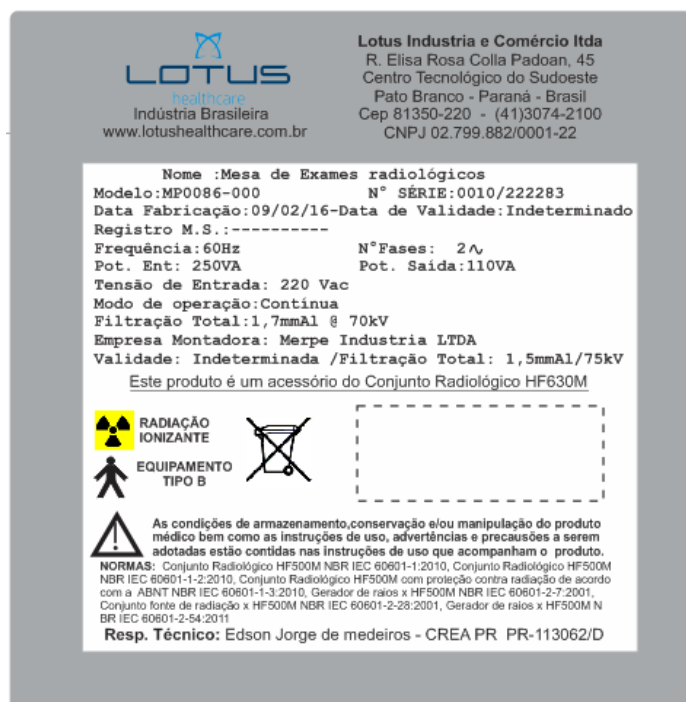 LOTUS
healthcare
Indústria Brasileira
www.lotushealthcare.com.br
Lotus Industria e Comércio ltda
R. Elisa Rosa Colla Padoan, 45
Centro Tecnológico do Sudoeste
Pato Branco - Paraná - Brasil
Cep 81350-220 - (41)3074-2100
CNPJ 02.799.882/0001-22
Nome :Mesa de Exames radiológicos
Modelo:MP0086-000 N° SÉRIE:0010/222283
Data Fabricação:09/02/16-Data de Validade:Indeterminado
Registro M.S.:----------
Frequência:60Hz N°Fases: 2∿
Pot. Ent: 250VA Pot. Saída:110VA
Tensão de Entrada: 220 Vac
Modo de operação:Contínua
Filtração Total:1,7mmAl @ 70kV
Empresa Montadora: Merpe Industria LTDA
Validade: Indeterminada /Filtração Total: 1,5mmAl/75kV
Este produto é um acessório do Conjunto Radiológico HF630M
RADIAÇÃO
IONIZANTE
EQUIPAMENTO
TIPO B
As condições de armazenamento,conservação e/ou manipulação do produto
médico bem como as instruções de uso, advertências e precausões a serem
adotadas estão contidas nas instruções de uso que acompanham o produto.
NORMAS: Conjunto Radiológico HF500M NBR IEC 60601-1:2010, Conjunto Radiológico HF500M
NBR IEC 60601-1-2:2010, Conjunto Radiológico HF500M com proteção contra radiação de acordo
com a ABNT NBR IEC 60601-1-3:2010, Gerador de raios x HF500M NBR IEC 60601-2-7:2001,
Conjunto fonte de radiação x HF500M NBR IEC 60601-2-28:2001, Gerador de raios x HF500M N
BR IEC 60601-2-54:2011
Resp. Técnico: Edson Jorge de medeiros - CREA PR PR-113062/D